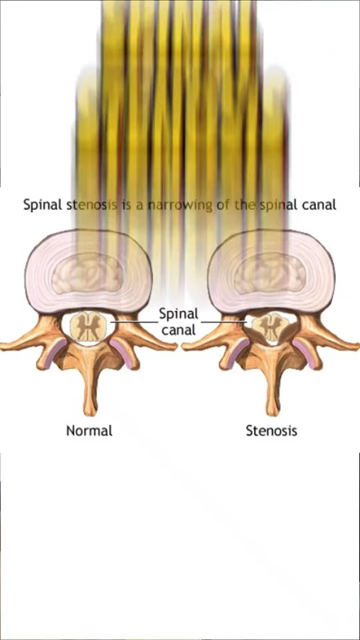 Spinal stenosis is a narrowing of the spinal canal
Spinal
canal
Normal
Stenosis